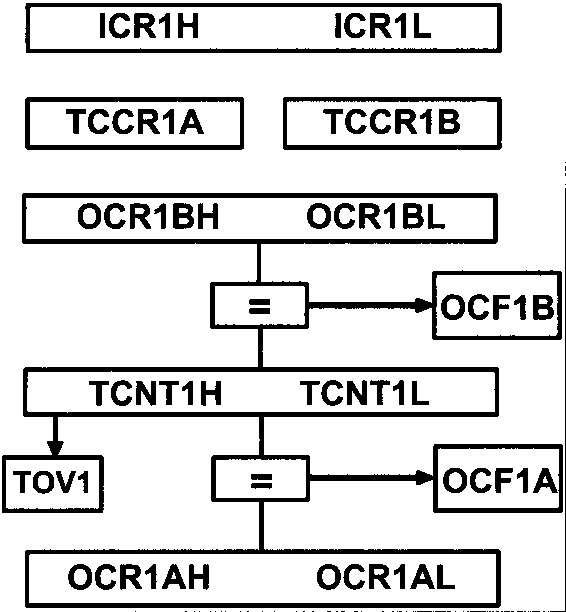 ICR1H ICR1L
TCCR1A TCCR1B
OCR1BH OCR1BL
= OCF1B
TCNT1H TCNT1L
TOV1 = OCF1A
OCR1AH OCR1AL